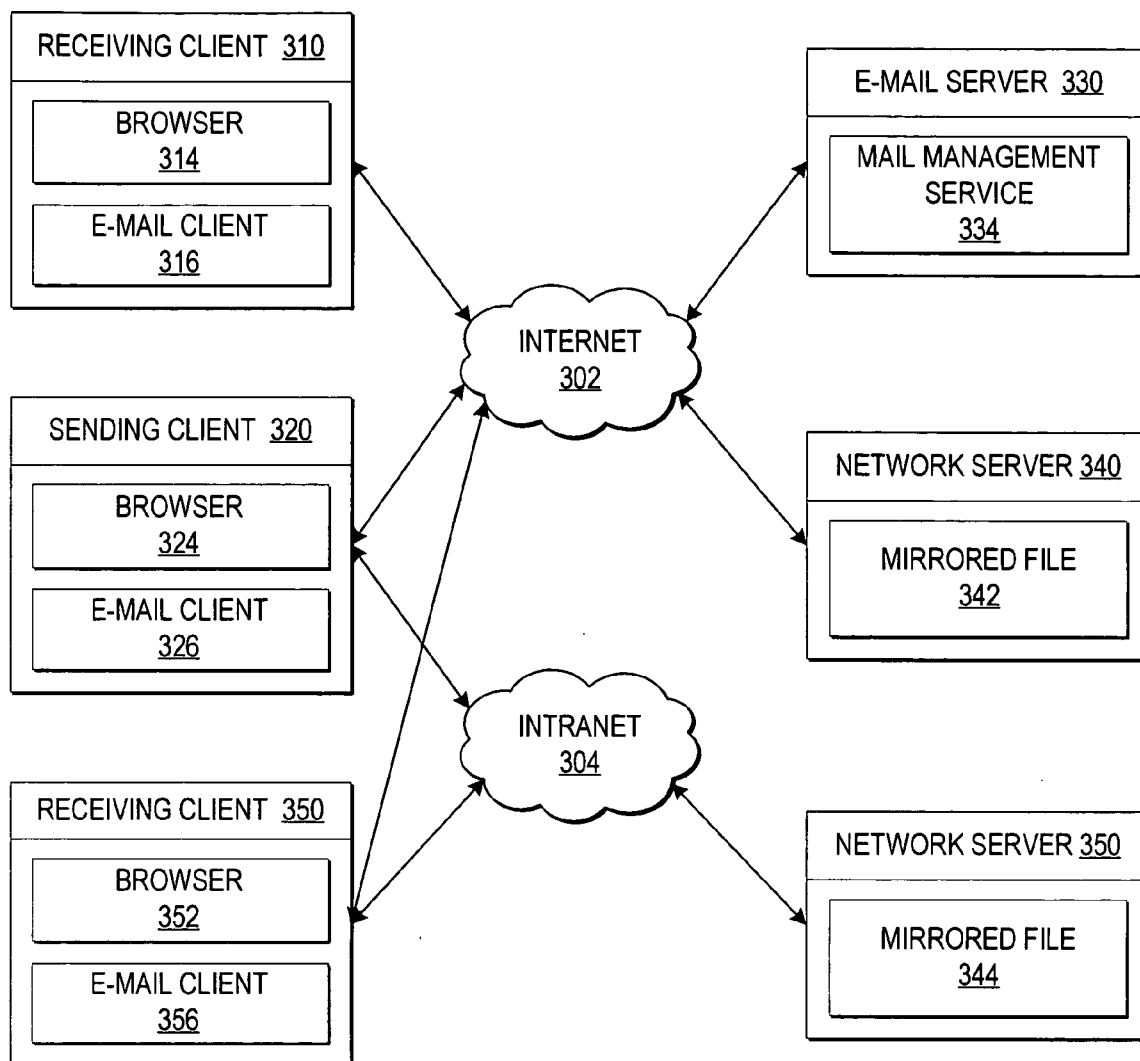 RECEIVING CLIENT 310
BROWSER
314
E-MAIL CLIENT
316
SENDING CLIENT 320
BROWSER
324
E-MAIL CLIENT
326
RECEIVING CLIENT 350
BROWSER
352
E-MAIL CLIENT
356
INTERNET
302
INTRANET
304
E-MAIL SERVER 330
MAIL MANAGEMENT
SERVICE
334
NETWORK SERVER 340
MIRRORED FILE
342
NETWORK SERVER 350
MIRRORED FILE
344